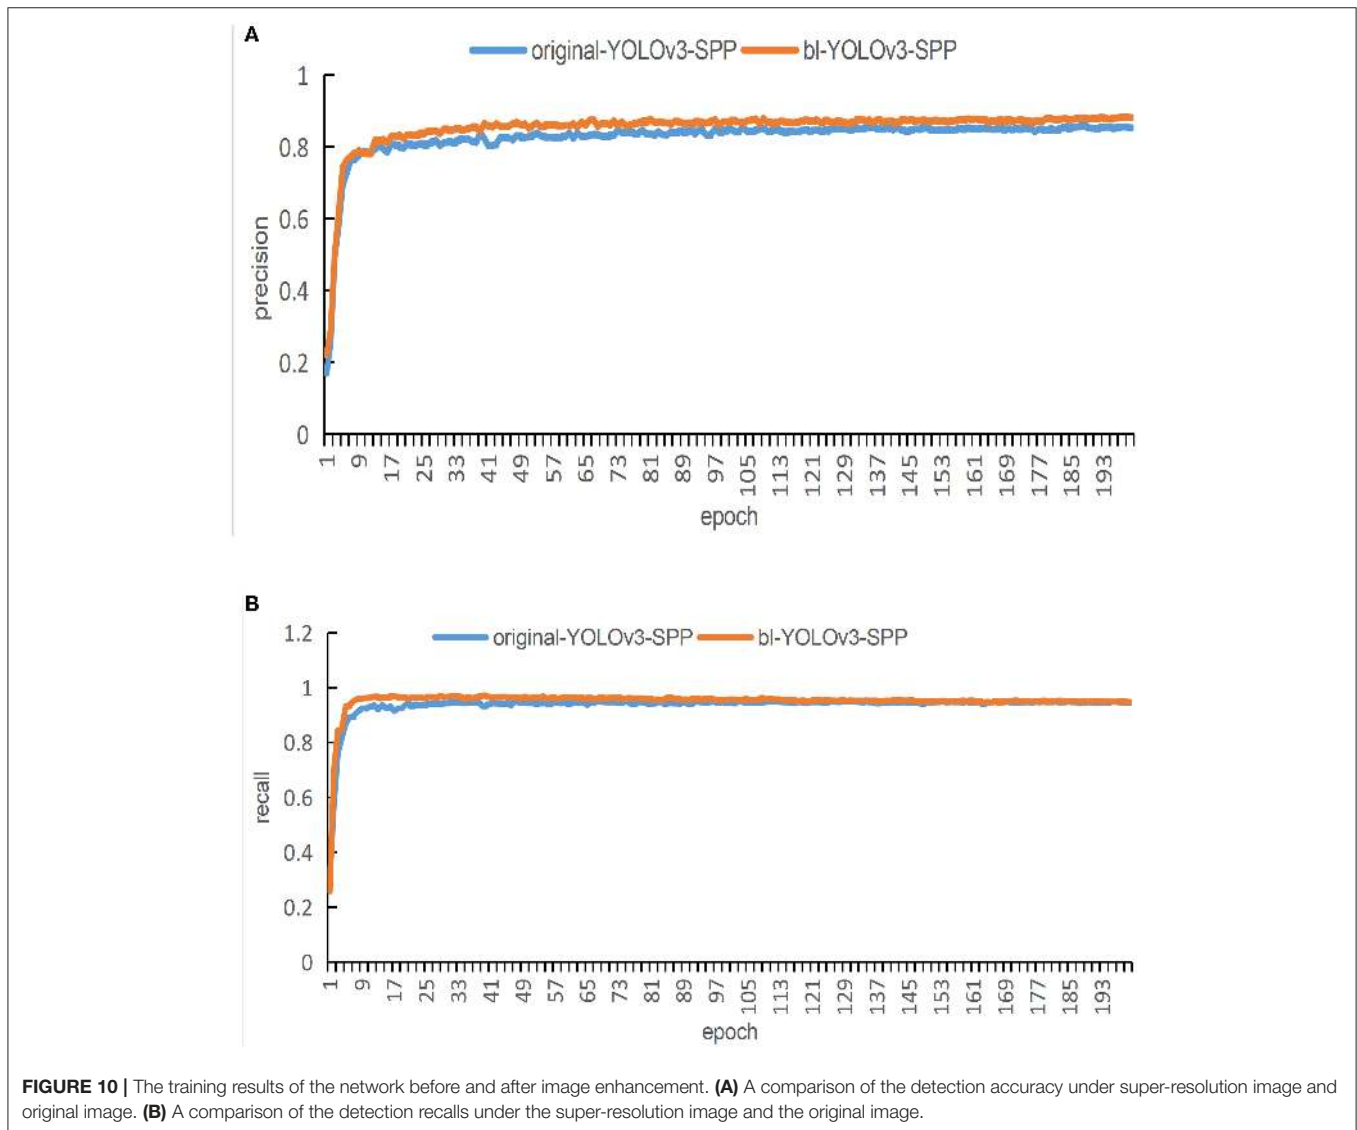 A
original-YOLOv3-SPP bl-YOLOv3-SPP
1
0.8
0.6
0.4
0.2
0
precision
1 9 17 25 33 41 49 57 65 73 81 89 97 105 113 121 129 137 145 153 161 169 177 185 193
epoch
B
original-YOLOv3-SPP bl-YOLOv3-SPP
1.2
1
0.8
0.6
0.4
0.2
0
recall
1 9 17 25 33 41 49 57 65 73 81 89 97 105 113 121 129 137 145 153 161 169 177 185 193
epoch
FIGURE 10 | The training results of the network before and after image enhancement. (A) A comparison of the detection accuracy under super-resolution image and
original image. (B) A comparison of the detection recalls under the super-resolution image and the original image.